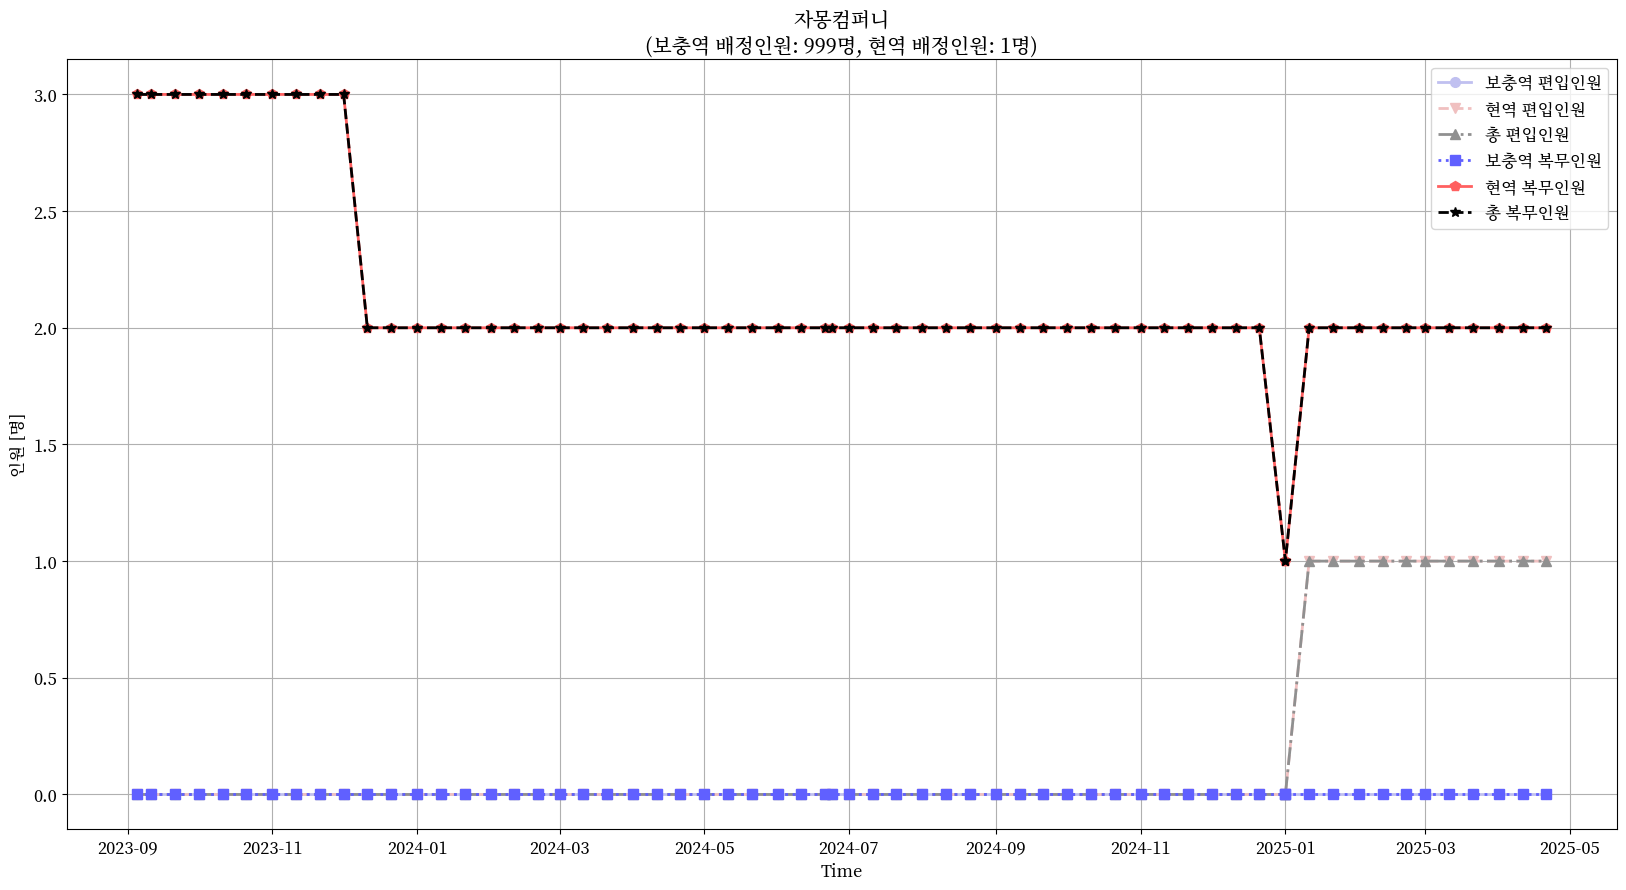 자몽컴퍼니
(보충역 배정인원: 999명, 현역 배정인원: 1명)
보충역 편입인원
현역 편입인원
총 편입인원
보충역 복무인원
현역 복무인원
총 복무인원
인원 [명]
3.0
2.5
2.0
1.5
1.0
0.5
0.0
2023-09
2023-11
2024-01
2024-03
2024-05
2024-07
2024-09
2024-11
2025-01
2025-03
2025-05
Time